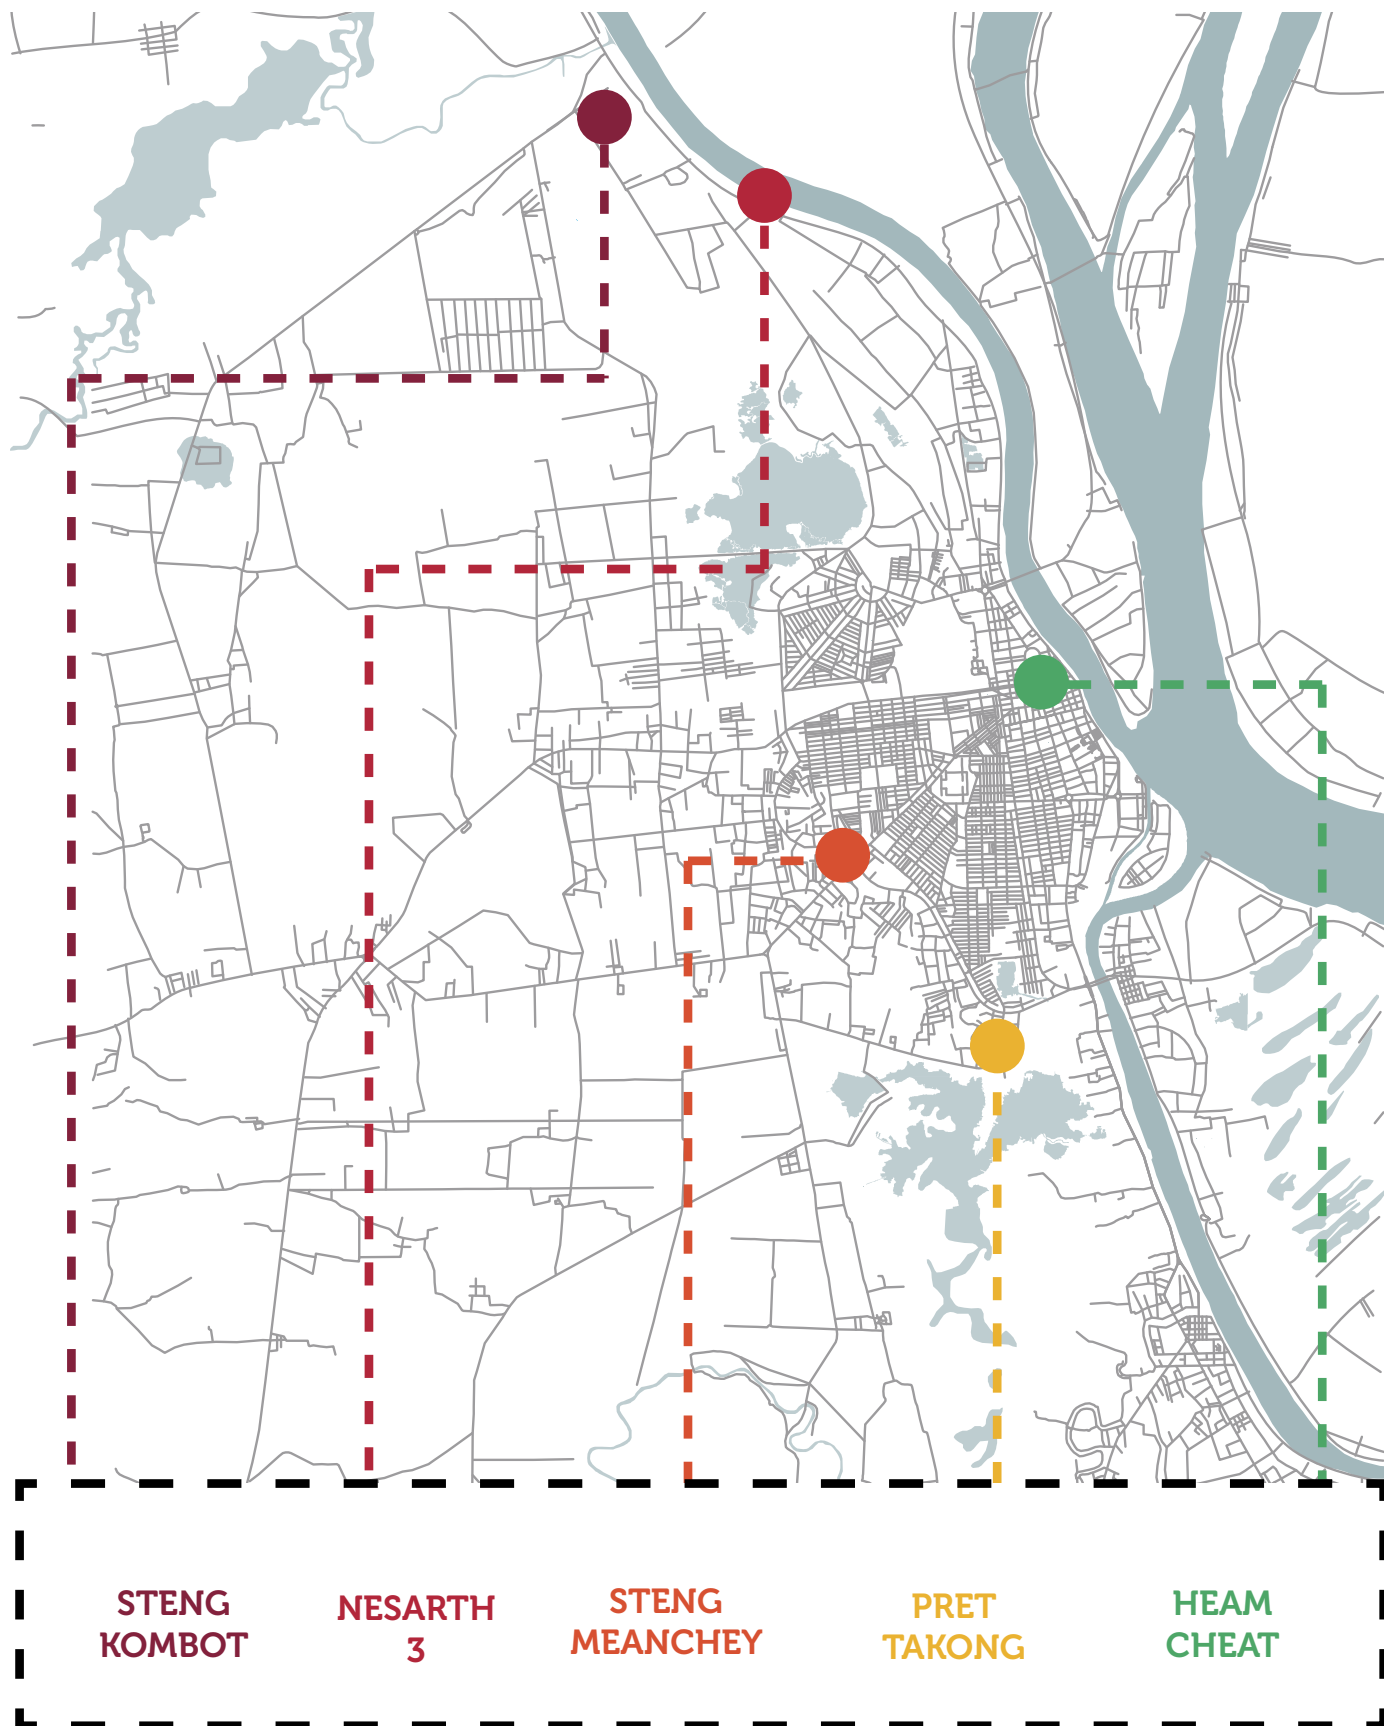 STENG
KOMBOT
NESARTH
3
STENG
MEANCHEY
PRET
TAKONG
HEAM
CHEAT